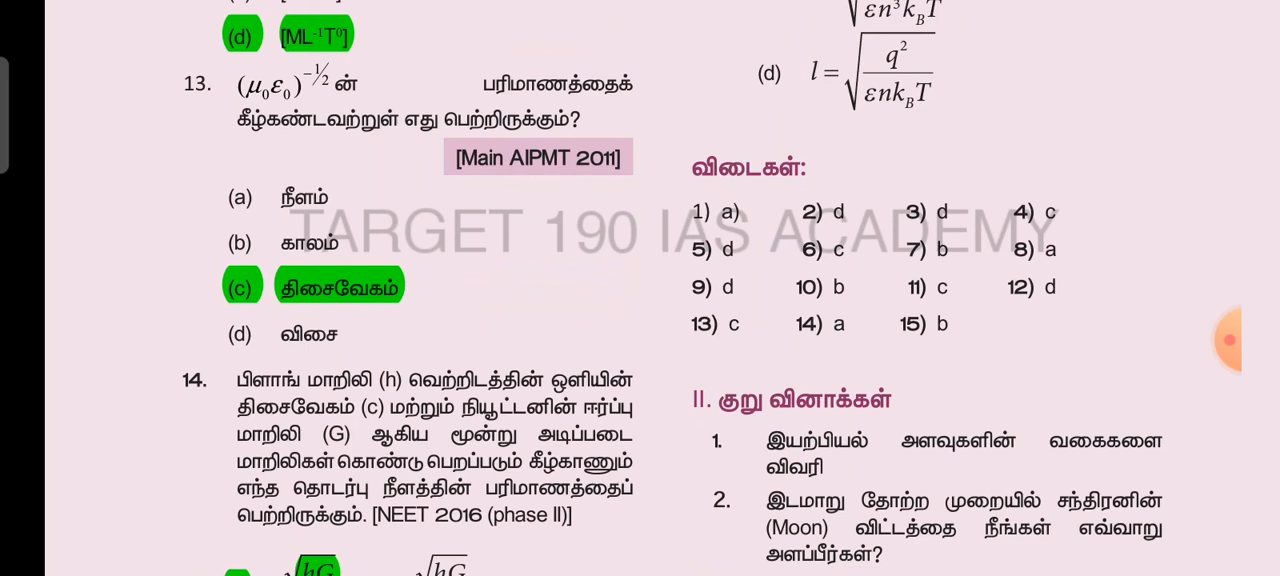 (d) [ML⁻¹T⁰]
13. (μ₀ε₀)^(-1/2) ன் பரிமாணத்தைக்
கீழ்கண்டவற்றுள் எது பெற்றிருக்கும்?
[Main AIPMT 2011]
(a) நீளம்
(b) காலம்
(c) திசைவேகம்
(d) விசை
14. பிளாங் மாறிலி (h) வெற்றிடத்தின் ஒளியின்
திசைவேகம் (c) மற்றும் நியூட்டனின் ஈர்ப்பு
மாறிலி (G) ஆகிய மூன்று அடிப்படை
மாறிலிகள் கொண்டு பெறப்படும் கீழ்காணும்
எந்த தொடர்பு நீளத்தின் பரிமாணத்தைப்
பெற்றிருக்கும். [NEET 2016 (phase II)]
√hG √hG
√εn³k_BT
(d) l = √(q²/εnk_BT)
விடைகள்:
1) a) 2) d 3) d 4) c
5) d 6) c 7) b 8) a
9) d 10) b 11) c 12) d
13) c 14) a 15) b
II. குறு வினாக்கள்
1. இயற்பியல் அளவுகளின் வகைகளை
விவரி
2. இடமாறு தோற்ற முறையில் சந்திரனின்
(Moon) விட்டத்தை நீங்கள் எவ்வாறு
அளப்பீர்கள்?
TARGET 190 IAS ACADEMY